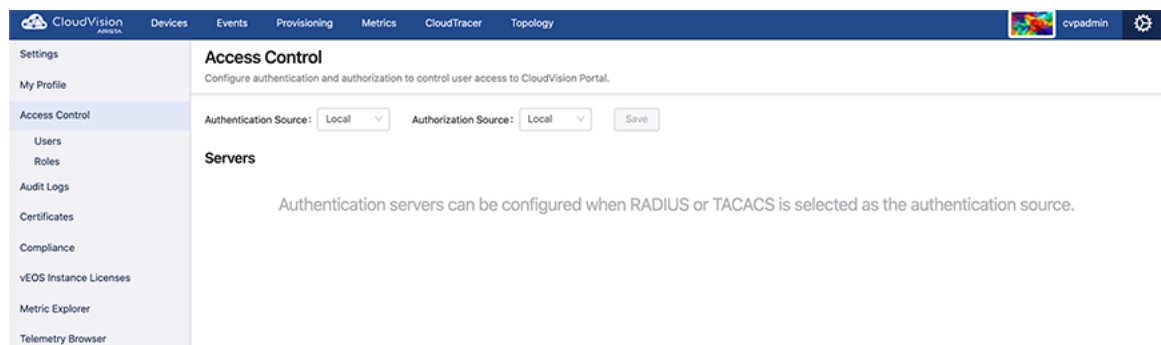 CloudVision Devices Events Provisioning Metrics CloudTracer Topology cvpadmin
ARISTA
Settings
My Profile
Access Control
Users
Roles
Audit Logs
Certificates
Compliance
vEOS Instance Licenses
Metric Explorer
Telemetry Browser
Access Control
Configure authentication and authorization to control user access to CloudVision Portal.
Authentication Source: Local Authorization Source: Local Save
Servers
Authentication servers can be configured when RADIUS or TACACS is selected as the authentication source.